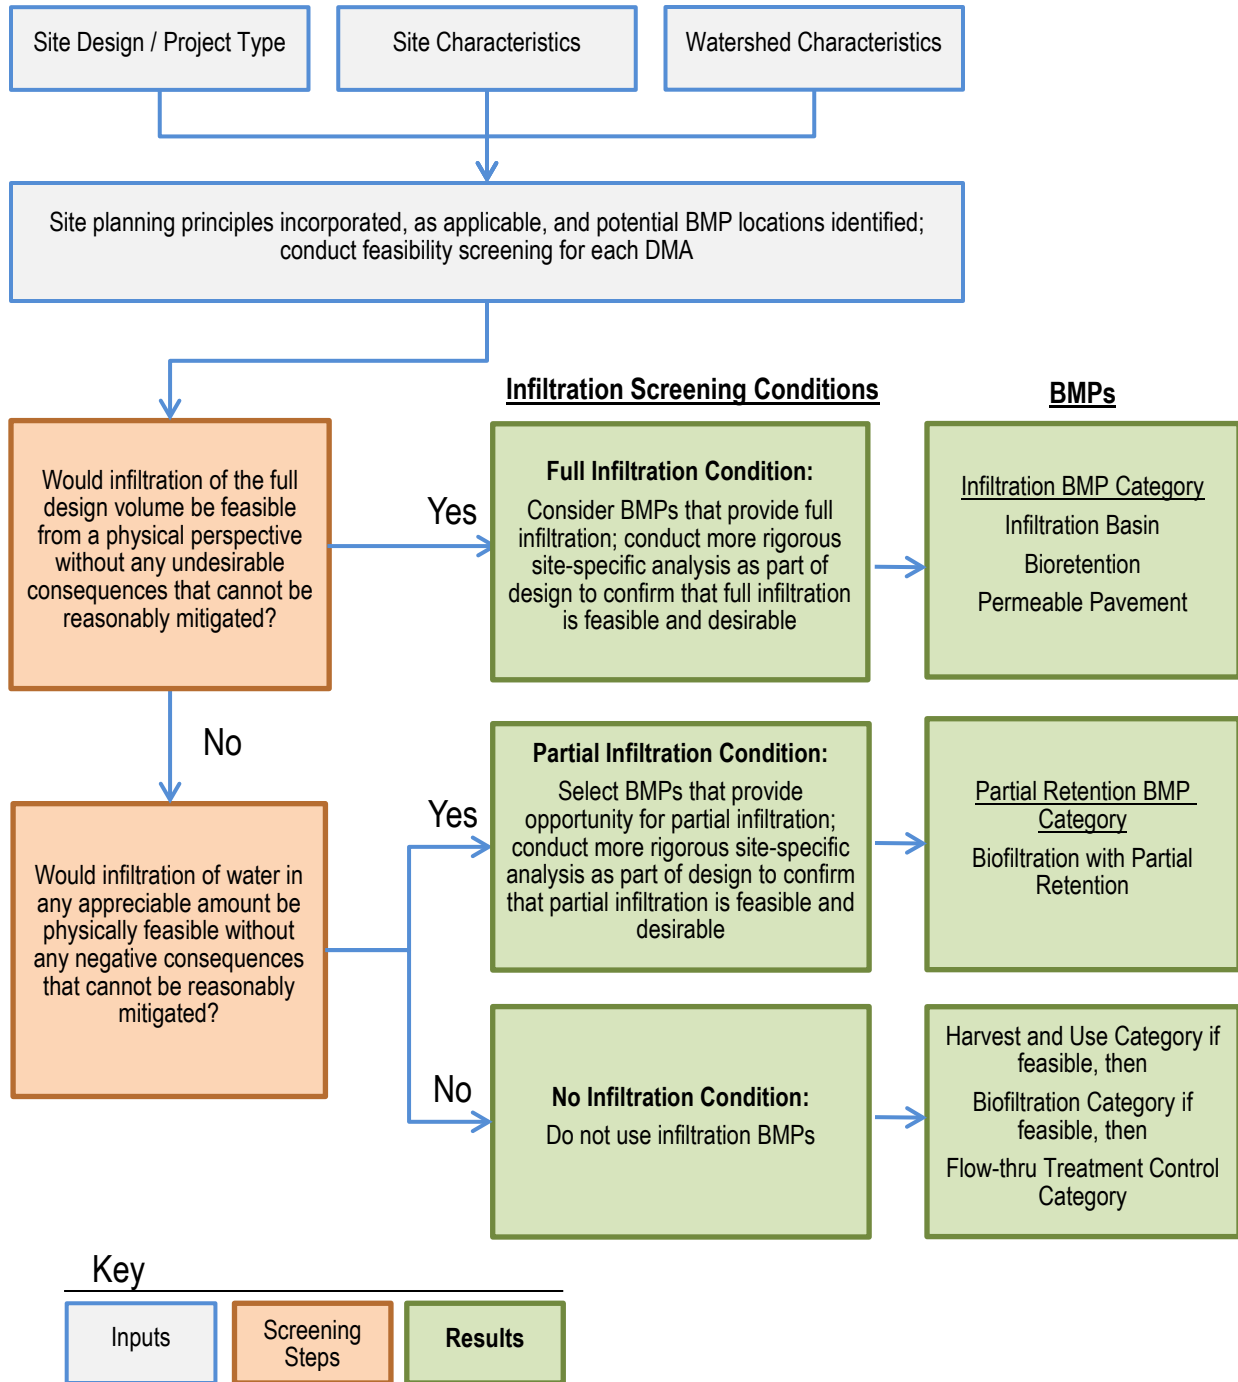 Site Design / Project Type
Site Characteristics
Watershed Characteristics
Site planning principles incorporated, as applicable, and potential BMP locations identified;
conduct feasibility screening for each DMA
Infiltration Screening Conditions
BMPs
Would infiltration of the full
design volume be feasible
from a physical perspective
without any undesirable
consequences that cannot be
reasonably mitigated?
Yes
Full Infiltration Condition:
Consider BMPs that provide full
infiltration; conduct more rigorous
site-specific analysis as part of
design to confirm that full infiltration
is feasible and desirable
Infiltration BMP Category
Infiltration Basin
Bioretention
Permeable Pavement
No
Would infiltration of water in
any appreciable amount be
physically feasible without
any negative consequences
that cannot be reasonably
mitigated?
Yes
Partial Infiltration Condition:
Select BMPs that provide
opportunity for partial infiltration;
conduct more rigorous site-specific
analysis as part of design to confirm
that partial infiltration is feasible and
desirable
Partial Retention BMP
Category
Biofiltration with Partial
Retention
No
No Infiltration Condition:
Do not use infiltration BMPs
Harvest and Use Category if
feasible, then
Biofiltration Category if
feasible, then
Flow-thru Treatment Control
Category
Key
Inputs
Screening
Steps
Results